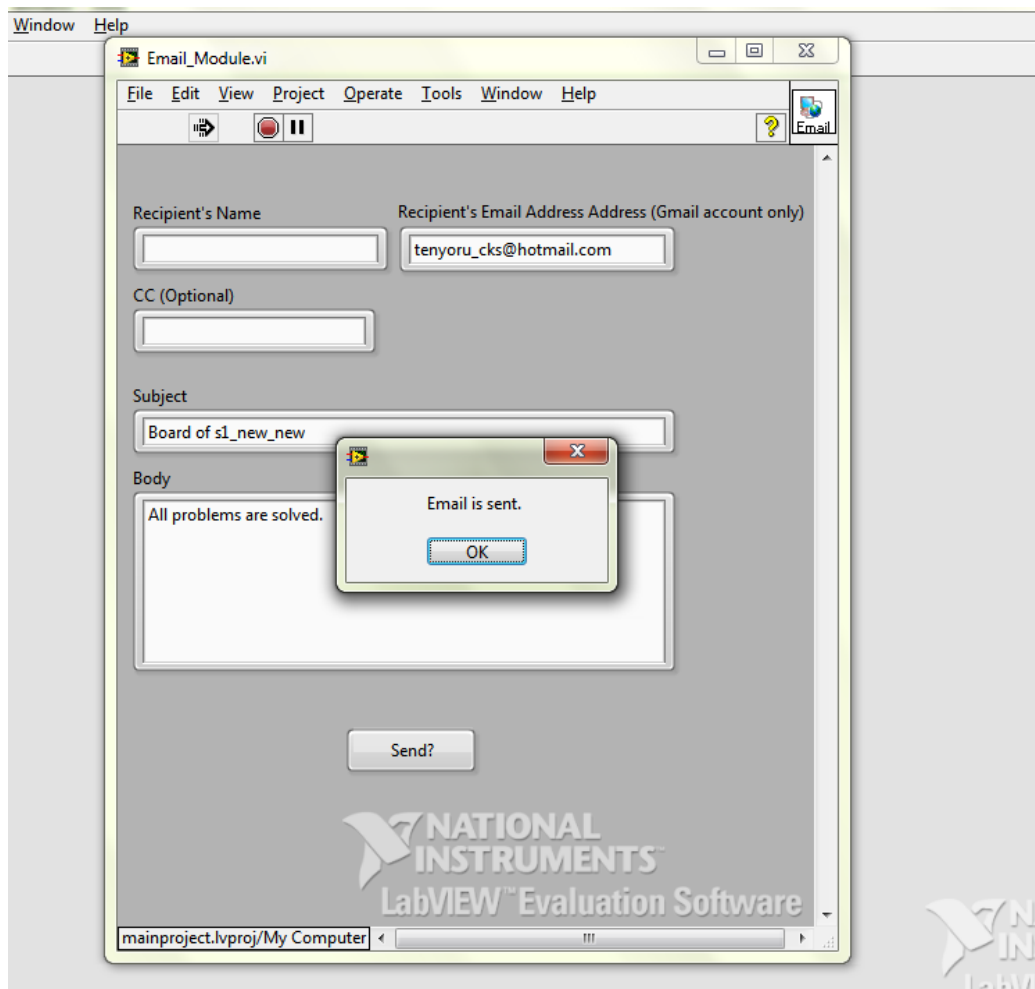 Window Help
Email_Module.vi
File Edit View Project Operate Tools Window Help
Email
Recipient's Name Recipient's Email Address Address (Gmail account only)
tenyoru_cks@hotmail.com
CC (Optional)
Subject
Board of s1_new_new
Body
All problems are solved.
Email is sent.
OK
Send?
NATIONAL
INSTRUMENTS
LabVIEW™ Evaluation Software
mainproject.lvproj/My Computer